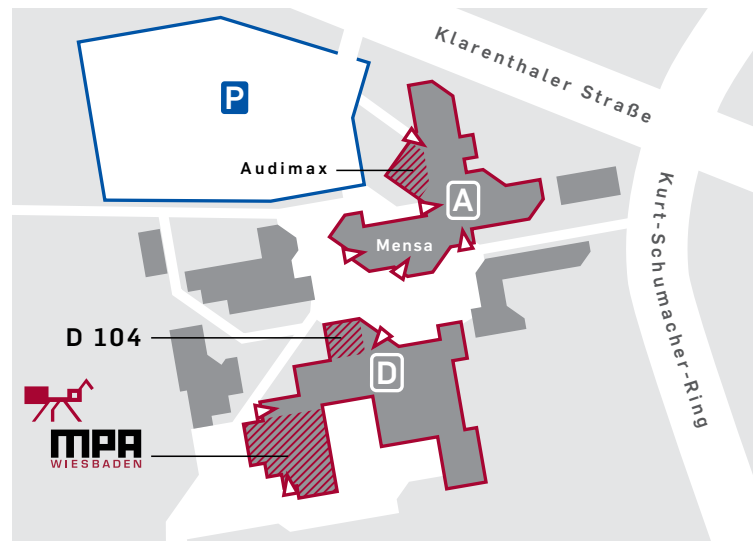 Klarenthaler Straße
P
Audimax
A
Kurt-Schumacher-Ring
Mensa
D 104
D
MPA
WIESBADEN